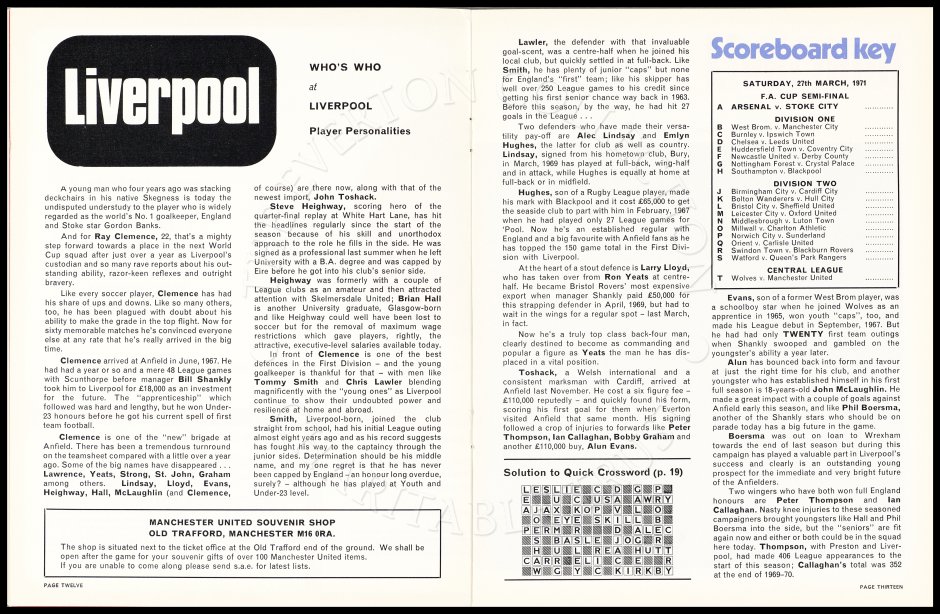 Liverpool
WHO'S WHO
at
LIVERPOOL
Player Personalities
A young man who four years ago was stacking
deckchairs in his native Skegness is today the
undisputed understudy to the player who is widely
regarded as the world's No. 1 goalkeeper, England
and Stoke star Gordon Banks.
And for Ray Clemence, 22, that's a mighty
step forward towards a place in the next World
Cup squad after just over a year as Liverpool's
custodian and so many rave reports about his out-
standing ability, razor-keen reflexes and outright
bravery.
Like every soccer player, Clemence has had
his share of ups and downs. Like so many others,
too, he has been plagued with doubt about his
ability to make the grade in the top flight. Now for
sixty memorable matches he's convinced everyone
else at any rate that he's really arrived in the big
time.
Clemence arrived at Anfield in June, 1967. He
had had a year or so and a mere 48 League games
with Scunthorpe before manager Bill Shankly
took him to Liverpool for £18,000 as an investment
for the future. The "apprenticeship" which
followed was hard and lengthy, but he won Under-
23 honours before he got his current spell of first
team football.
Clemence is one of the "new" brigade at
Anfield. There has been a tremendous turnround
on the teamsheet compared with a little over a year
ago. Some of the big names have disappeared . . .
Lawrence, Yeats, Strong, St. John, Graham
among others. Lindsay, Lloyd, Evans,
Heighway, Hall, McLaughlin (and Clemence,
of course) are there now, along with that of the
newest import, John Toshack.
Steve Heighway, scoring hero of the
quarter-final replay at White Hart Lane, has hit
the headlines regularly since the start of the
season because of his skill and unorthodox
approach to the role he fills in the side. He was
signed as a professional last summer when he left
University with a B.A. degree and was capped by
Eire before he got into his club's senior side.
Heighway was formerly with a couple of
League clubs as an amateur and then attracted
attention with Skelmersdale United; Brian Hall
is another University graduate, Glasgow-born
and like Heighway could well have been lost to
soccer but for the removal of maximum wage
restrictions which gave players, rightly, the
attractive, executive-level salaries available today.
In front of Clemence is one of the best
defences in the First Division – and the young
goalkeeper is thankful for that – with men like
Tommy Smith and Chris Lawler blending
magnificently with the "young ones" as Liverpool
continue to show their undoubted power and
resilience at home and abroad.
Smith, Liverpool-born, joined the club
straight from school, had his initial League outing
almost eight years ago and as his record suggests
has fought his way to the captaincy through the
junior sides. Determination should be his middle
name, and my one regret is that he has never
been capped by England – an honour long overdue,
surely? – although he has played at Youth and
Under-23 level.
MANCHESTER UNITED SOUVENIR SHOP
OLD TRAFFORD, MANCHESTER M16 0RA.
The shop is situated next to the ticket office at the Old Trafford end of the ground. We shall be
open after the game for your souvenir gifts of over 100 Manchester United items.
If you are unable to come along please send s.a.e. for latest lists.
PAGE TWELVE
Lawler, the defender with that invaluable
goal-scent, was a centre-half when he joined his
local club, but quickly settled in at full-back. Like
Smith, he has plenty of junior "caps" but none
for England's "first" team; like his skipper has
well over 250 League games to his credit since
getting his first senior chance way back in 1963.
Before this season, by the way, he had hit 27
goals in the League . . .
Two defenders who have made their versa-
tility pay-off are Alec Lindsay and Emlyn
Hughes, the latter for club as well as country.
Lindsay, signed from his hometown club, Bury,
in March, 1969 has played at full-back, wing-half
and in attack, while Hughes is equally at home at
full-back or in midfield.
Hughes, son of a Rugby League player, made
his mark with Blackpool and it cost £65,000 to get
the seaside club to part with him in February, 1967
when he had played only 27 League games for
'Pool. Now he's an established regular with
England and a big favourite with Anfield fans as he
has topped the 150 game total in the First Divi-
sion with Liverpool.
At the heart of a stout defence is Larry Lloyd,
who has taken over from Ron Yeats at centre-
half. He became Bristol Rovers' most expensive
export when manager Shankly paid £50,000 for
this strapping defender in April, 1969, but had to
wait in the wings for a regular spot – last March,
in fact.
Now he's a truly top class back-four man,
clearly destined to become as commanding and
popular a figure as Yeats the man he has dis-
placed in a vital position.
Toshack, a Welsh international and a
consistent marksman with Cardiff, arrived at
Anfield last November. He cost a six figure fee –
£110,000 reputedly – and quickly found his form,
scoring his first goal for them when Everton
visited Anfield that same month. His signing
followed a crop of injuries to forwards like Peter
Thompson, Ian Callaghan, Bobby Graham and
another £110,000 buy, Alun Evans.
Solution to Quick Crossword (p. 19)
LESLIE C D G P
E U C USA AWRY
AJAX KOP V L O
O EYE SKILL B
PERM R D ALEC
S BASLE JOG R
H U L REA HUTT
CARR ELI C E R
W G Y C KIRKBY
Scoreboard key
SATURDAY, 27th MARCH, 1971
F.A. CUP SEMI-FINAL
A ARSENAL v. STOKE CITY ............
DIVISION ONE
B West Brom. v. Manchester City ............
C Burnley v. Ipswich Town ............
D Chelsea v. Leeds United ............
E Huddersfield Town v. Coventry City ............
F Newcastle United v. Derby County ............
G Nottingham Forest v. Crystal Palace ............
H Southampton v. Blackpool ............
DIVISION TWO
J Birmingham City v. Cardiff City ............
K Bolton Wanderers v. Hull City ............
L Bristol City v. Sheffield United ............
M Leicester City v. Oxford United ............
N Middlesbrough v. Luton Town ............
O Millwall v. Charlton Athletic ............
P Norwich City v. Sunderland ............
Q Orient v. Carlisle United ............
R Swindon Town v. Blackburn Rovers ............
S Watford v. Queen's Park Rangers ............
CENTRAL LEAGUE
T Wolves v. Manchester United ............
Evans, son of a former West Brom player, was
a schoolboy star when he joined Wolves as an
apprentice in 1965, won youth "caps", too, and
made his League debut in September, 1967. But
he had had only TWENTY first team outings
when Shankly swooped and gambled on the
youngster's ability a year later.
Alun has bounced back into form and favour
at just the right time for his club, and another
youngster who has established himself in his first
full season is 18-years-old John McLaughlin. He
made a great impact with a couple of goals against
Anfield early this season, and like Phil Boersma,
another of the Shankly stars who should be on
parade today has a big future in the game.
Boersma was out on loan to Wrexham
towards the end of last season but during this
campaign has played a valuable part in Liverpool's
success and clearly is an outstanding young
prospect for the immediate and very bright future
of the Anfielders.
Two wingers who have both won full England
honours are Peter Thompson and Ian
Callaghan. Nasty knee injuries to these seasoned
campaigners brought youngsters like Hall and Phil
Boersma into the side, but the "seniors" are fit
again now and either or both could be in the squad
here today. Thompson, with Preston and Liver-
pool, had made 406 League appearances to the
start of this season; Callaghan's total was 352
at the end of 1969–70.
PAGE THIRTEEN